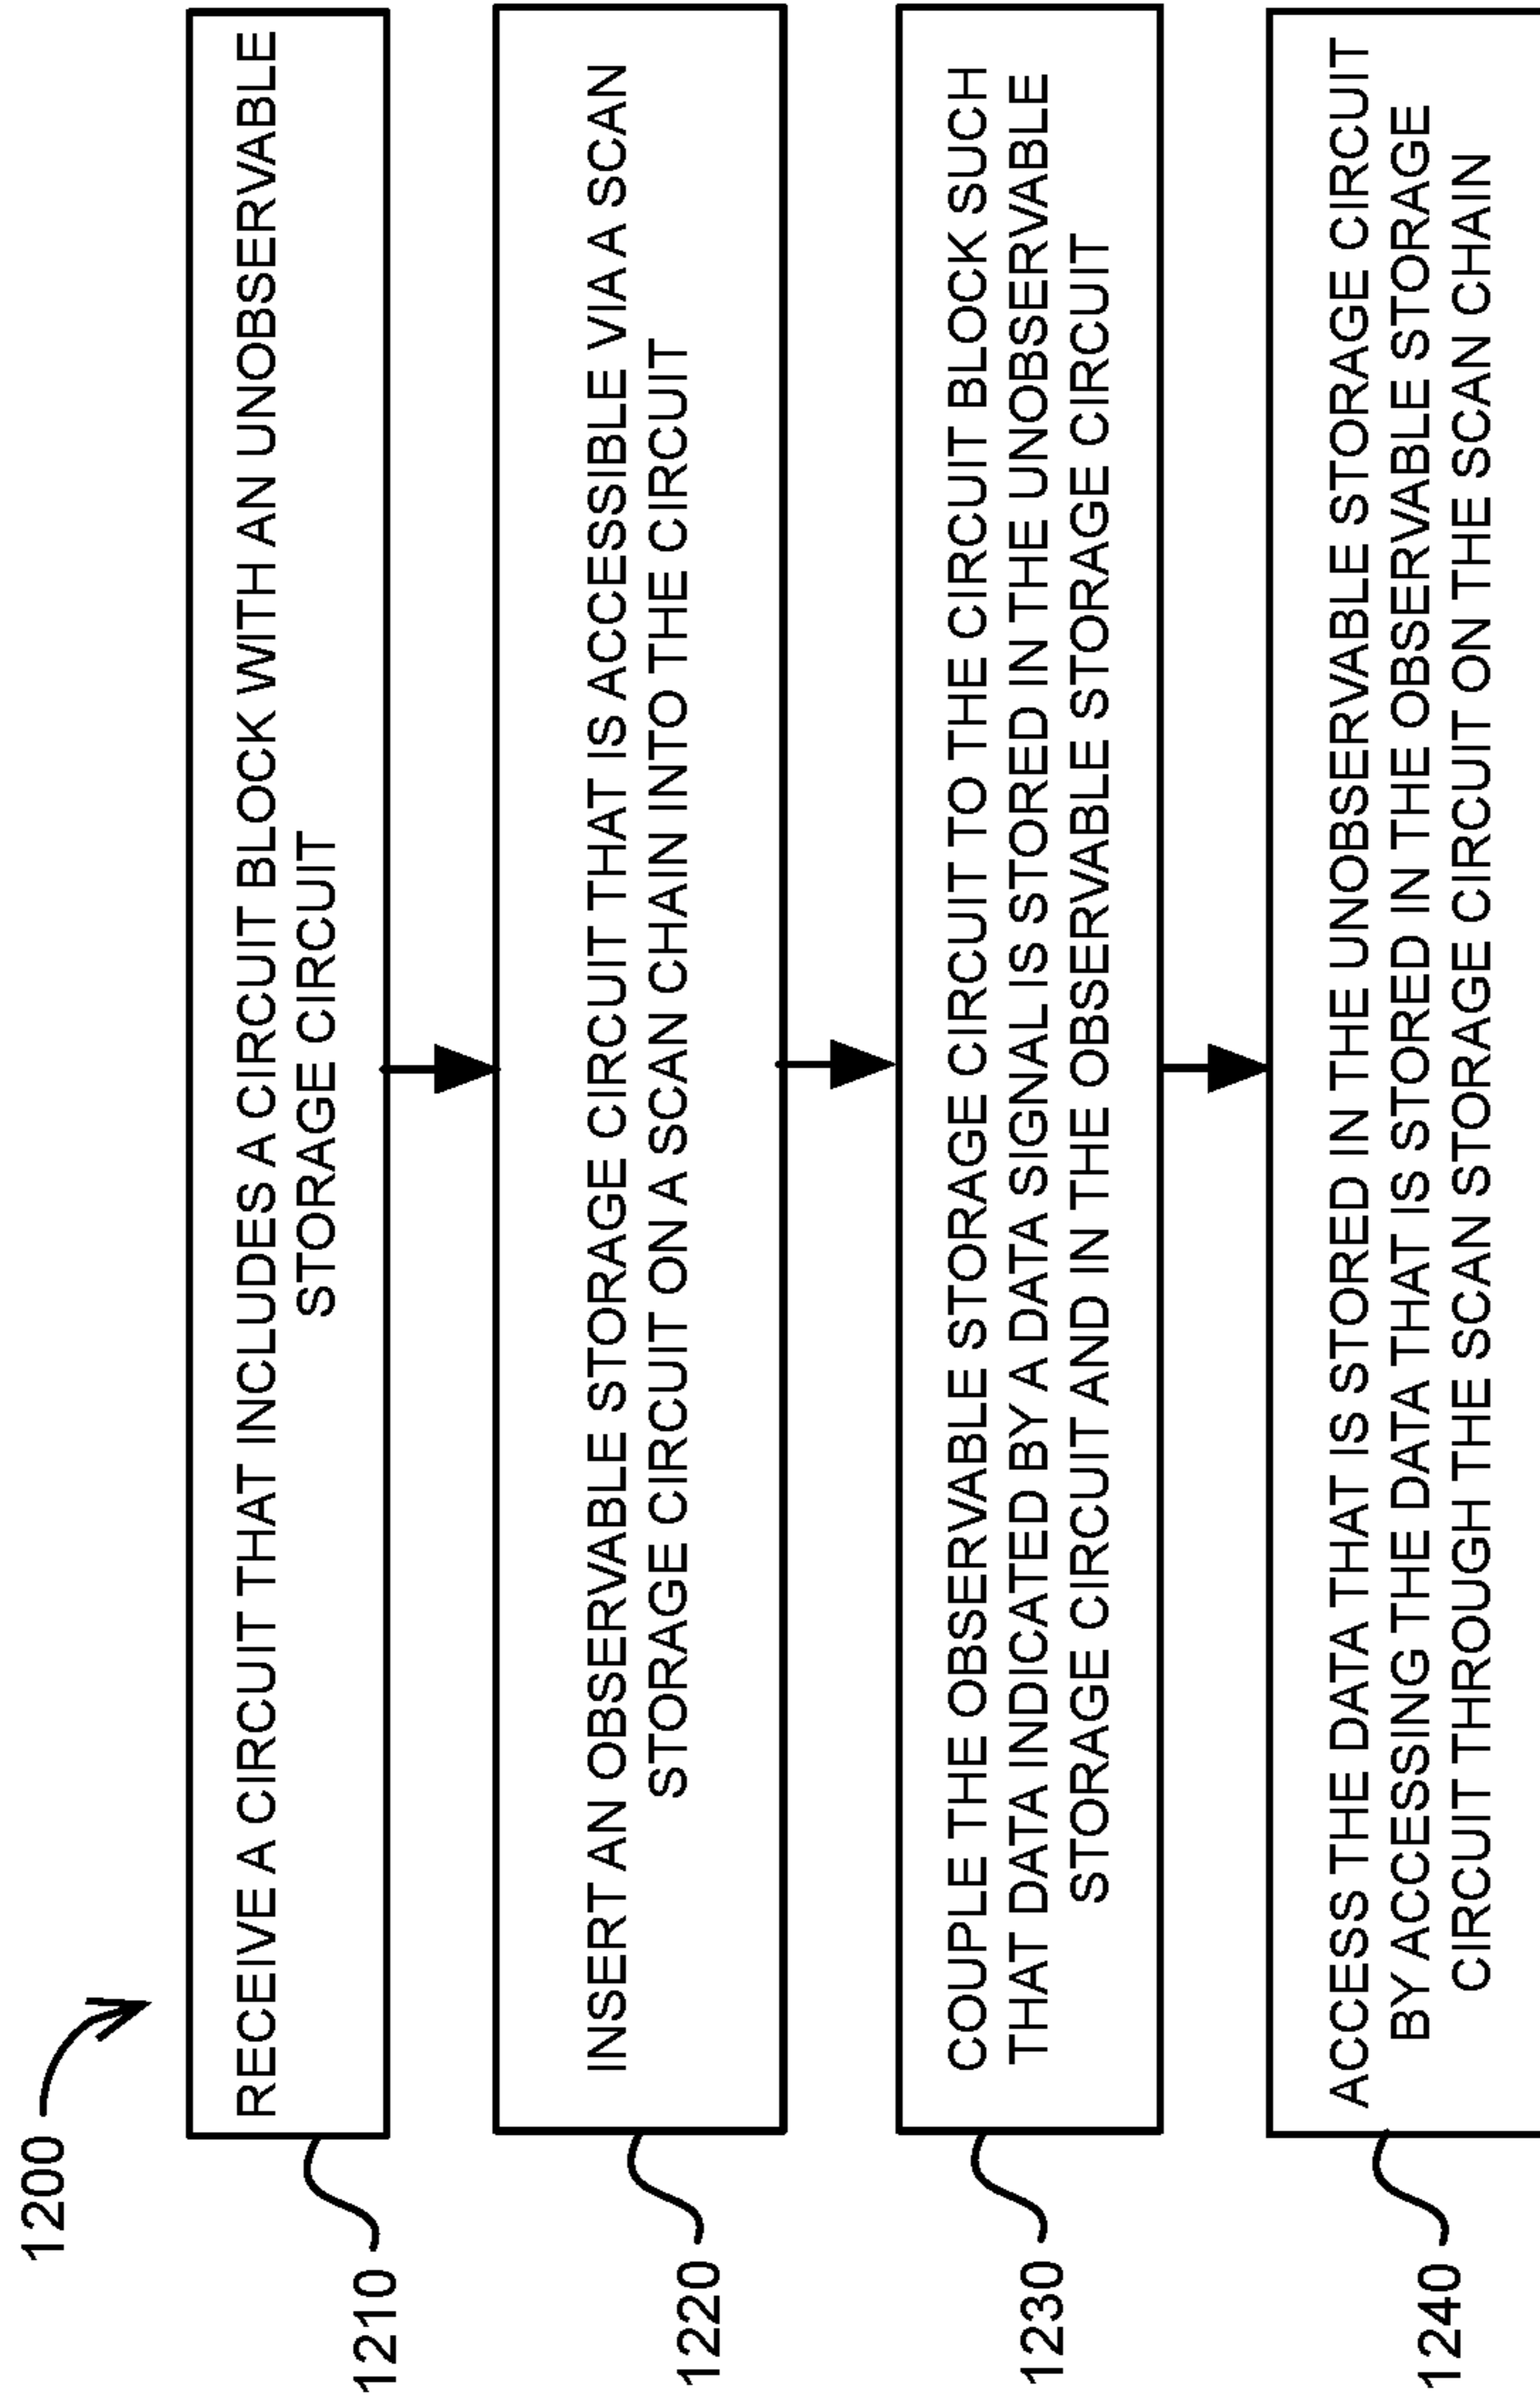 1200
1210
RECEIVE A CIRCUIT THAT INCLUDES A CIRCUIT BLOCK WITH AN UNOBSERVABLE
STORAGE CIRCUIT
1220
INSERT AN OBSERVABLE STORAGE CIRCUIT THAT IS ACCESSIBLE VIA A SCAN
STORAGE CIRCUIT ON A SCAN CHAIN INTO THE CIRCUIT
1230
COUPLE THE OBSERVABLE STORAGE CIRCUIT TO THE CIRCUIT BLOCK SUCH
THAT DATA INDICATED BY A DATA SIGNAL IS STORED IN THE UNOBSERVABLE
STORAGE CIRCUIT AND IN THE OBSERVABLE STORAGE CIRCUIT
1240
ACCESS THE DATA THAT IS STORED IN THE UNOBSERVABLE STORAGE CIRCUIT
BY ACCESSING THE DATA THAT IS STORED IN THE OBSERVABLE STORAGE
CIRCUIT THROUGH THE SCAN STORAGE CIRCUIT ON THE SCAN CHAIN